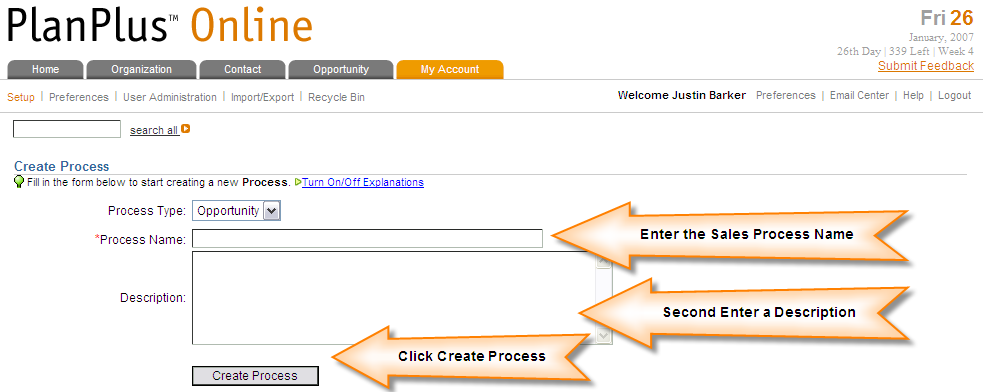 PlanPlus™ Online
Fri 26
January, 2007
26th Day | 339 Left | Week 4
Submit Feedback
Home Organization Contact Opportunity My Account
Setup | Preferences | User Administration | Import/Export | Recycle Bin
Welcome Justin Barker Preferences | Email Center | Help | Logout
search all
Create Process
Fill in the form below to start creating a new Process. Turn On/Off Explanations
Process Type: Opportunity
*Process Name:
Enter the Sales Process Name
Description:
Second Enter a Description
Click Create Process
Create Process